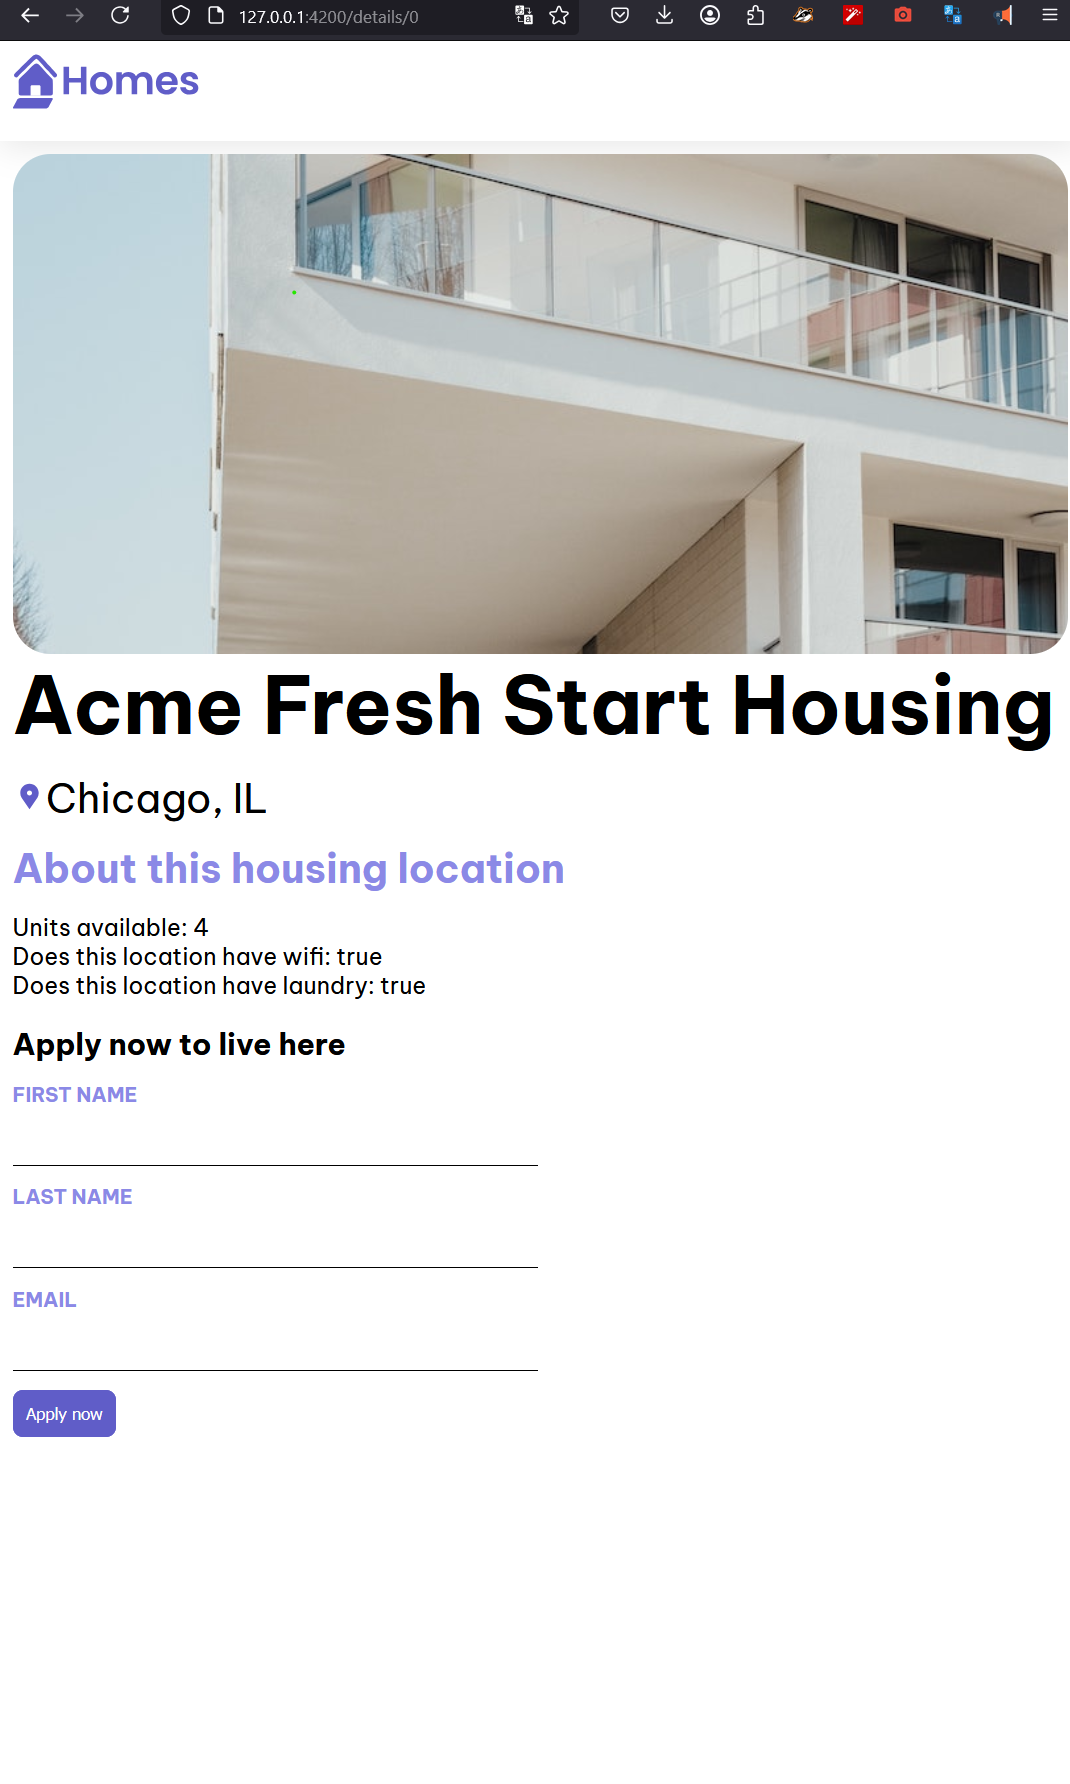 127.0.0.1:4200/details/0
Homes
Acme Fresh Start Housing
Chicago, IL
About this housing location
Units available: 4
Does this location have wifi: true
Does this location have laundry: true
Apply now to live here
FIRST NAME
LAST NAME
EMAIL
Apply now